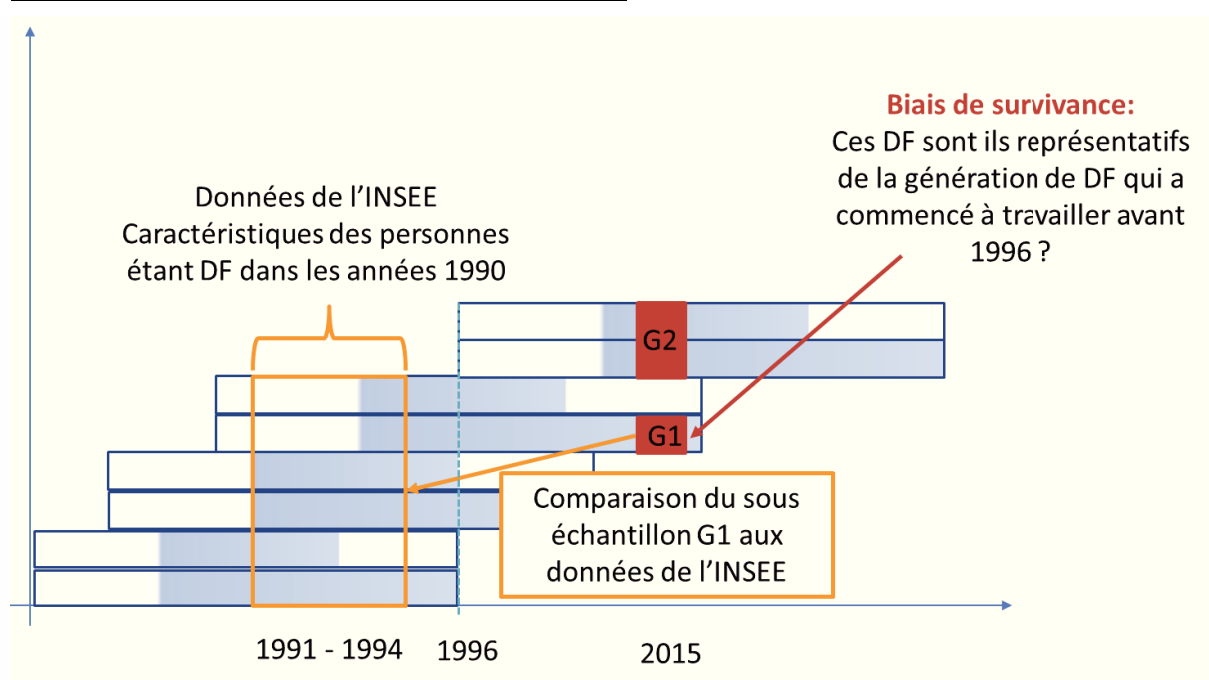 Biais de survivance:
Ces DF sont ils représentatifs
de la génération de DF qui a
commencé à travailler avant
1996 ?
Données de l'INSEE
Caractéristiques des personnes
étant DF dans les années 1990
G2
G1
Comparaison du sous
échantillon G1 aux
données de l'INSEE
1991 - 1994
1996
2015